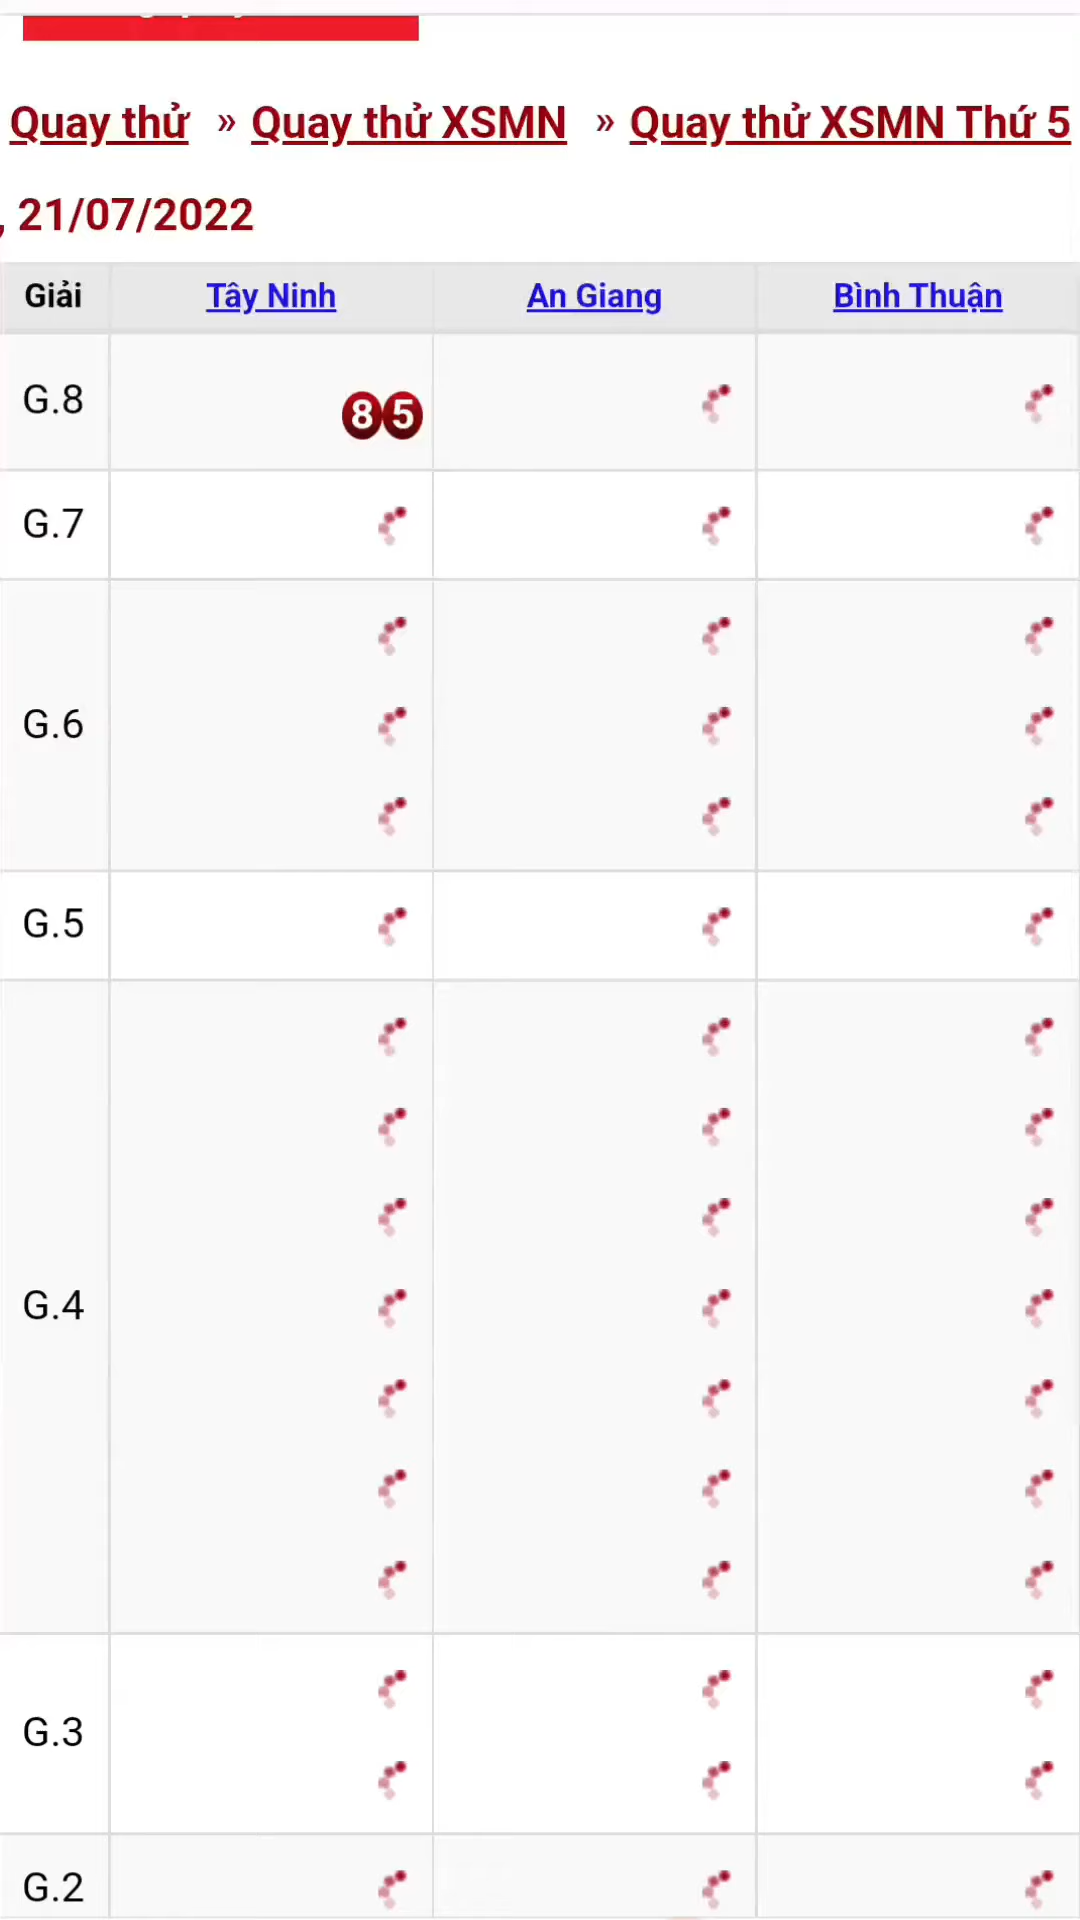 Quay thử » Quay thử XSMN » Quay thử XSMN Thứ 5
, 21/07/2022
Giải Tây Ninh An Giang Bình Thuận
G.8 85
G.7
G.6
G.5
G.4
G.3
G.2